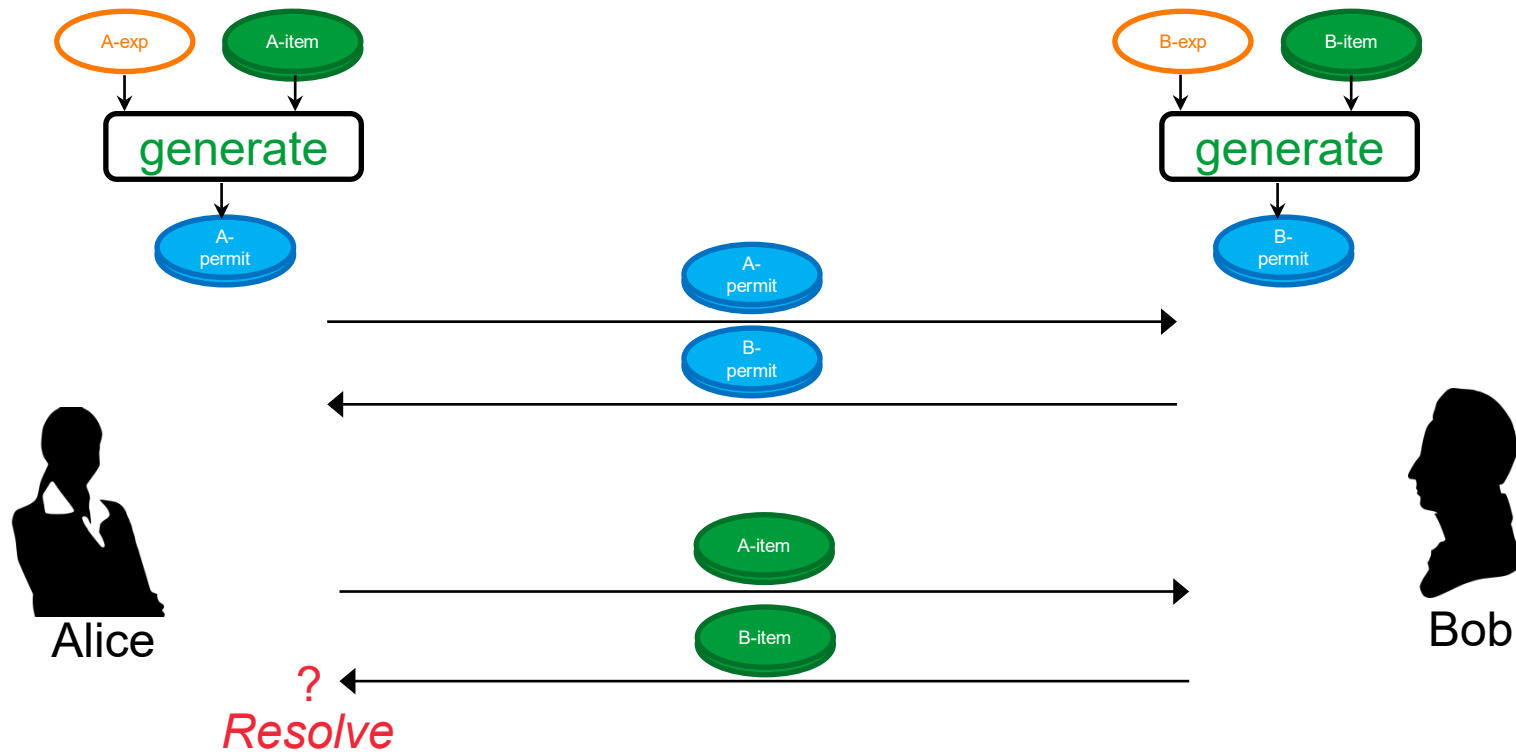 A-exp
A-item
B-exp
B-item
generate
generate
A-
permit
B-
permit
A-
permit
B-
permit
A-item
B-item
Alice
Bob
?
Resolve